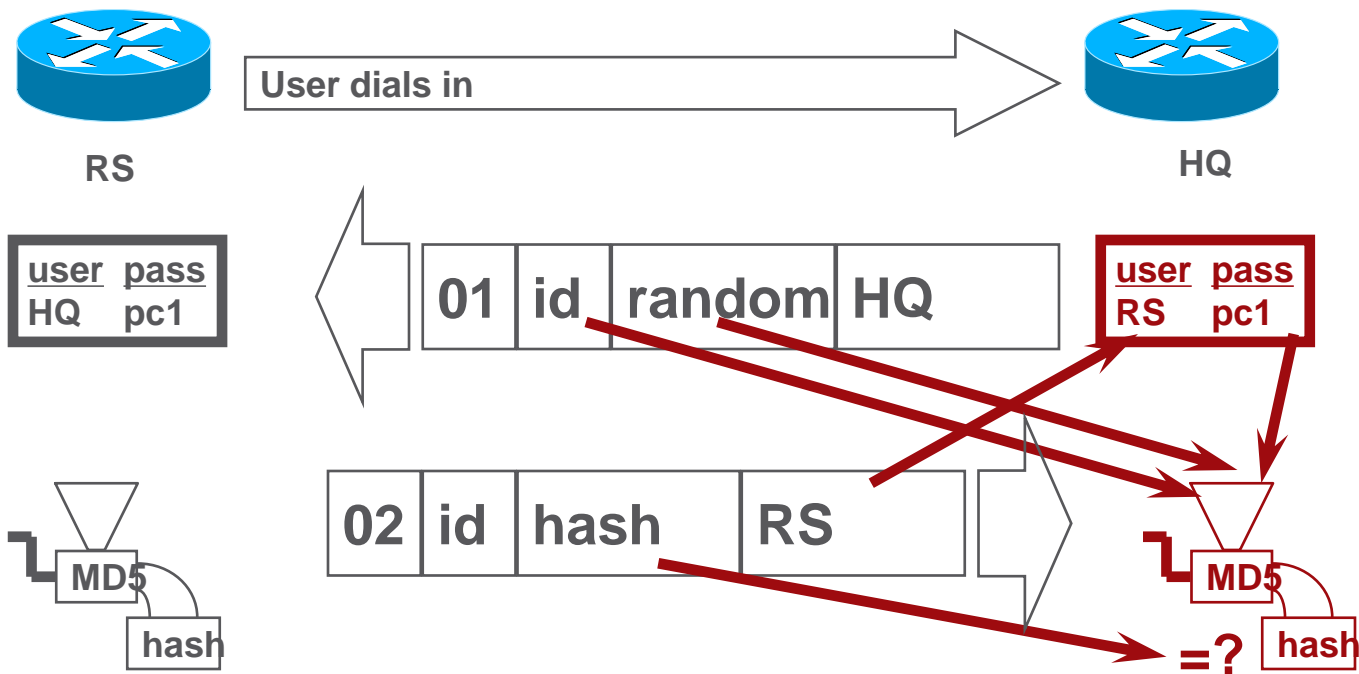 User dials in
RS
HQ
user pass
HQ pc1
01 id random HQ
user pass
RS pc1
02 id hash RS
MD5
hash
MD5
=?
hash